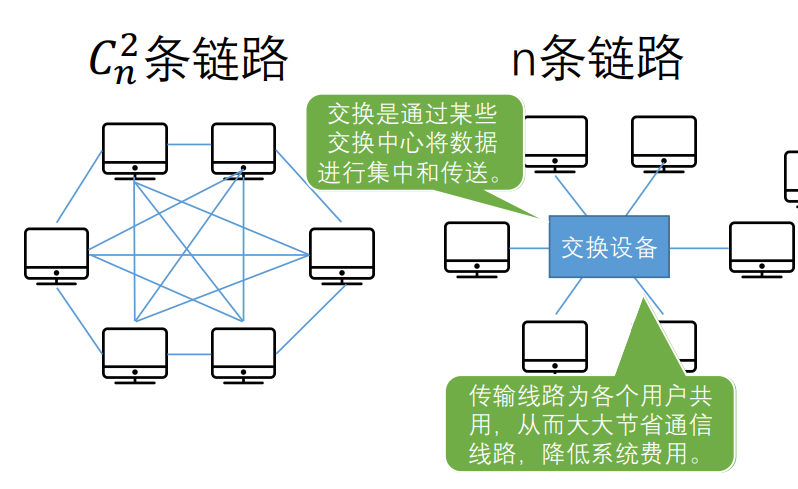 C_n^2条链路
n条链路
交换是通过某些
交换中心将数据
进行集中和传送。
交换设备
传输线路为各个用户共
用，从而大大节省通信
线路，降低系统费用。